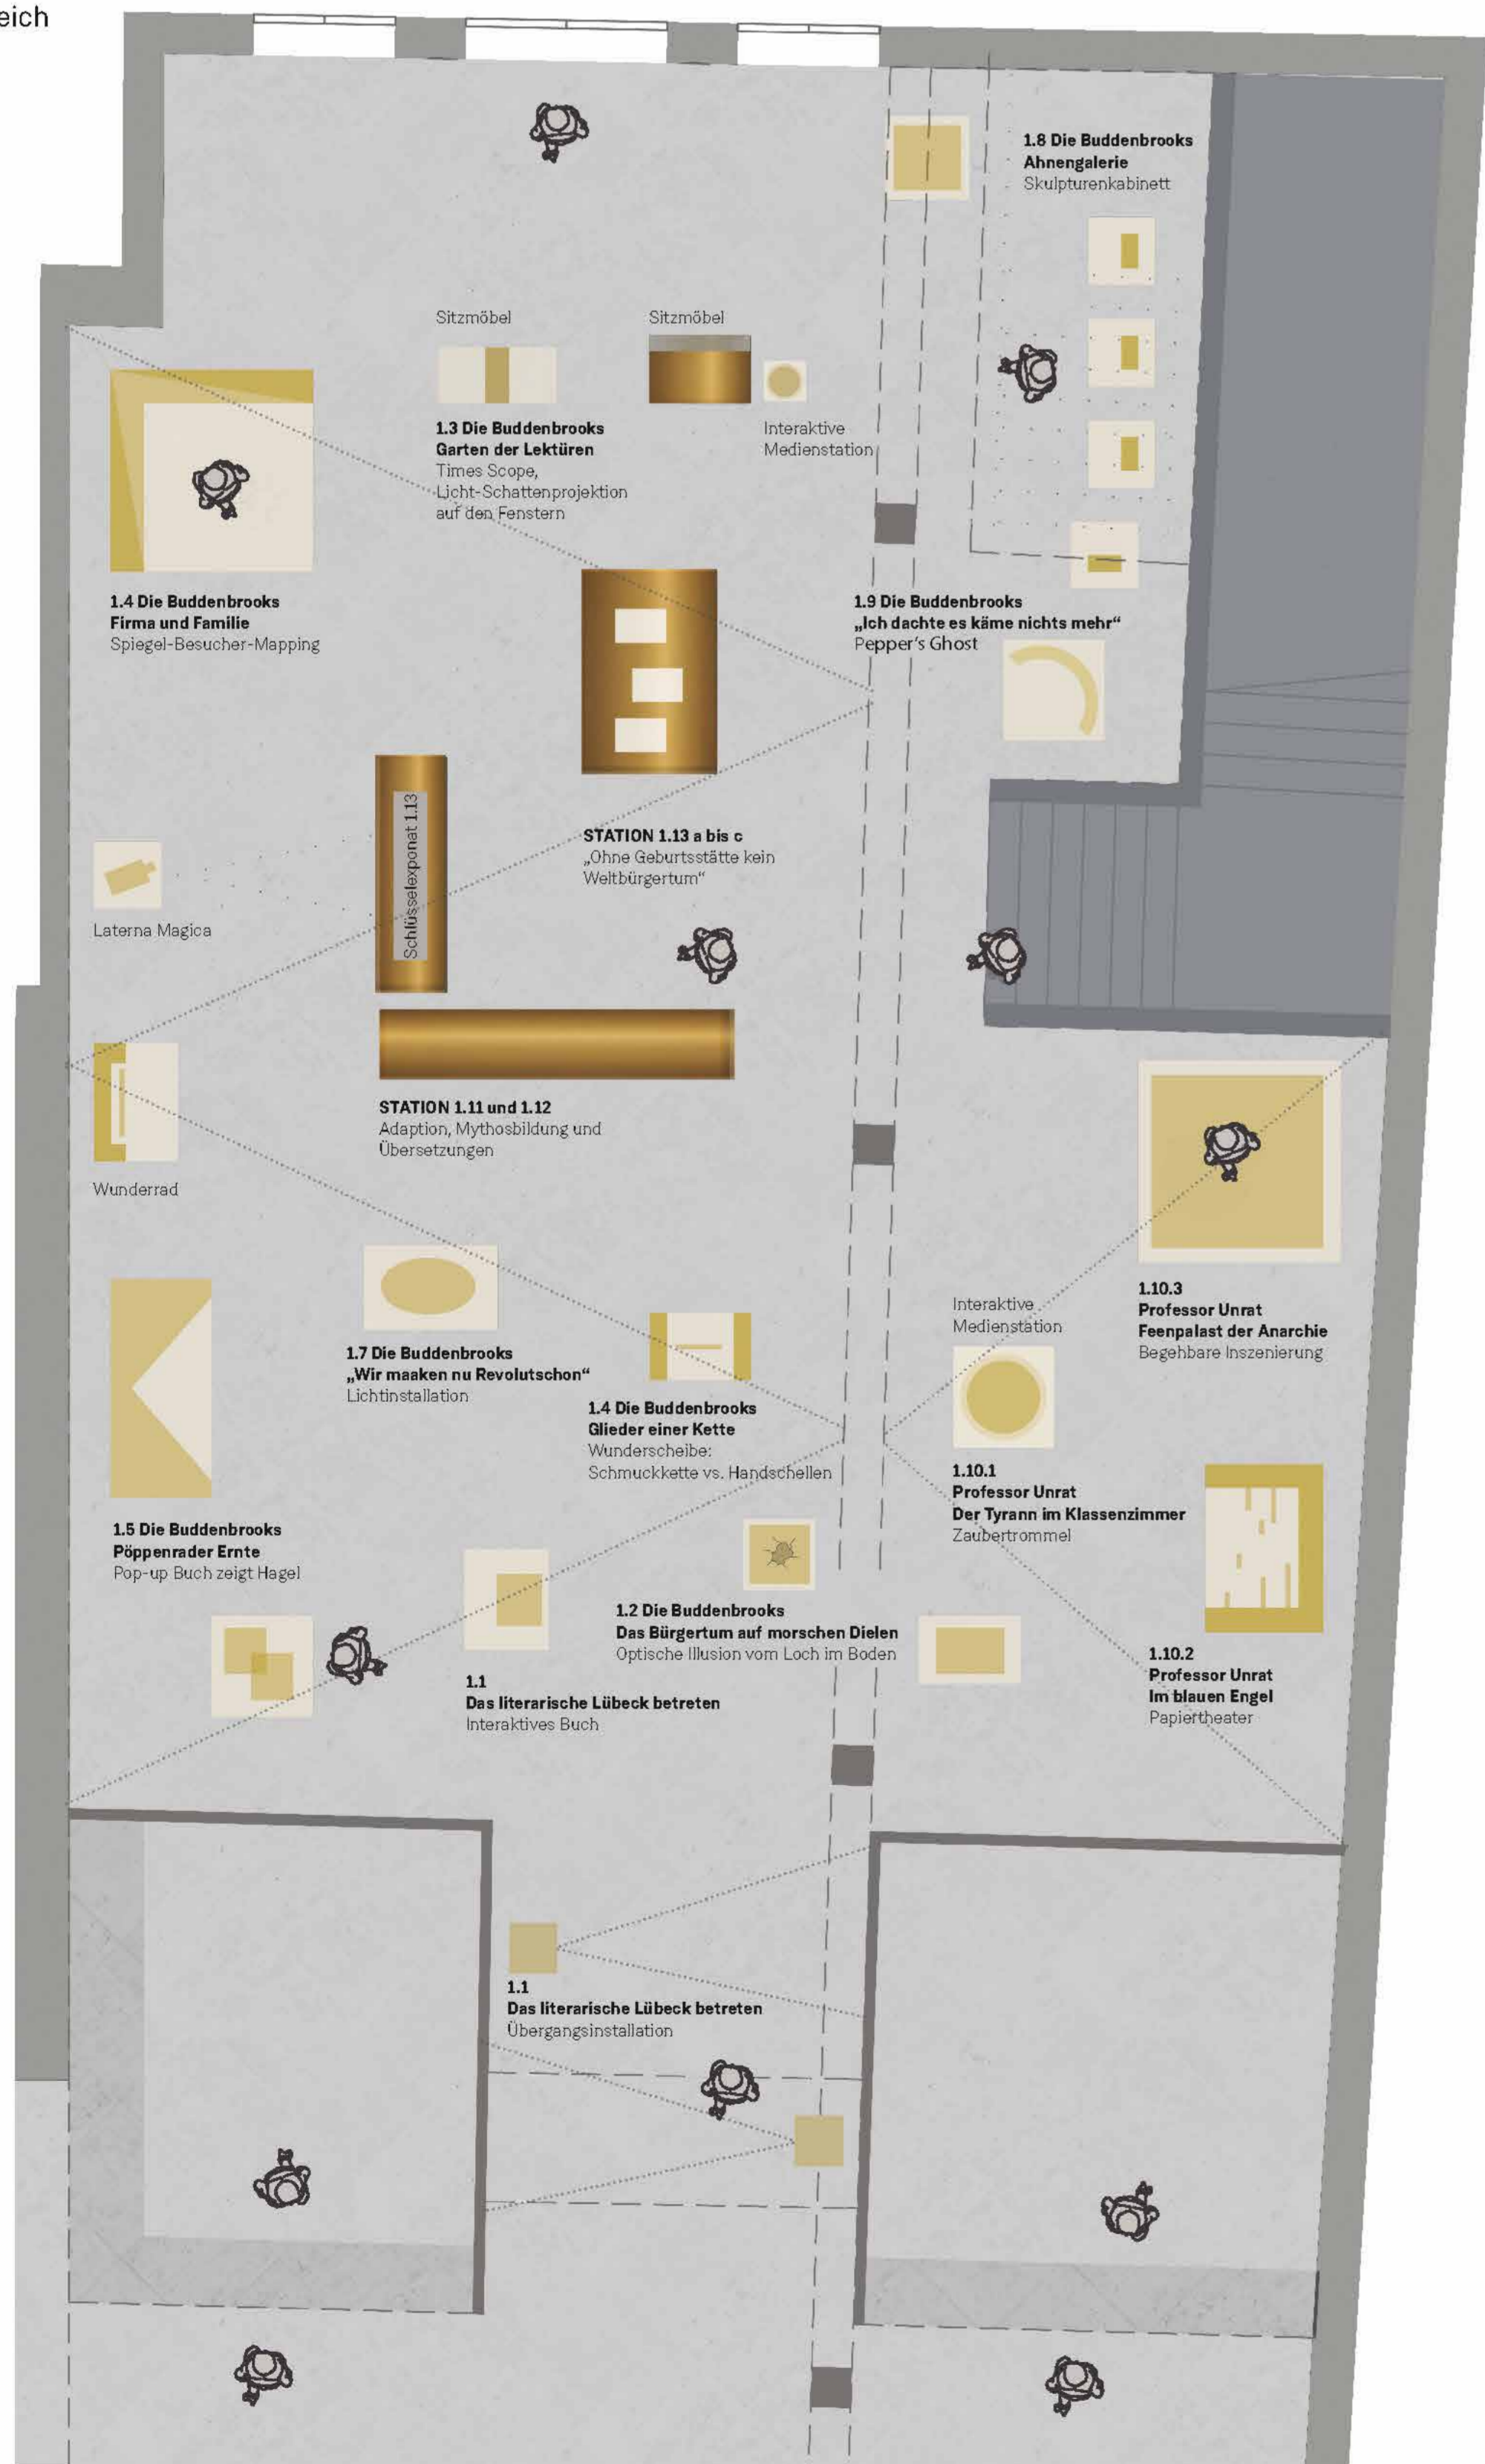 eich
1.8 Die Buddenbrooks
Ahnengalerie
Skulpturenkabinett
Sitzmöbel
Sitzmöbel
1.3 Die Buddenbrooks
Garten der Lektüren
Times Scope,
Licht-Schattenprojektion
auf den Fenstern
Interaktive
Medienstation
1.4 Die Buddenbrooks
Firma und Familie
Spiegel-Besucher-Mapping
1.9 Die Buddenbrooks
„Ich dachte es käme nichts mehr“
Pepper's Ghost
Schlüsselexponat 1.13
STATION 1.13 a bis c
„Ohne Geburtsstätte kein
Weltbürgertum“
Laterna Magica
STATION 1.11 und 1.12
Adaption, Mythosbildung und
Übersetzungen
Wunderrad
1.10.3
Professor Unrat
Feenpalast der Anarchie
Begehbare Inszenierung
Interaktive
Medienstation
1.7 Die Buddenbrooks
„Wir maaken nu Revolutschon“
Lichtinstallation
1.4 Die Buddenbrooks
Glieder einer Kette
Wunderscheibe:
Schmuckkette vs. Handschellen
1.10.1
Professor Unrat
Der Tyrann im Klassenzimmer
Zaubertrommel
1.5 Die Buddenbrooks
Pöppenrader Ernte
Pop-up Buch zeigt Hagel
1.2 Die Buddenbrooks
Das Bürgertum auf morschen Dielen
Optische Illusion vom Loch im Boden
1.10.2
Professor Unrat
Im blauen Engel
Papiertheater
1.1
Das literarische Lübeck betreten
Interaktives Buch
1.1
Das literarische Lübeck betreten
Übergangsinstallation